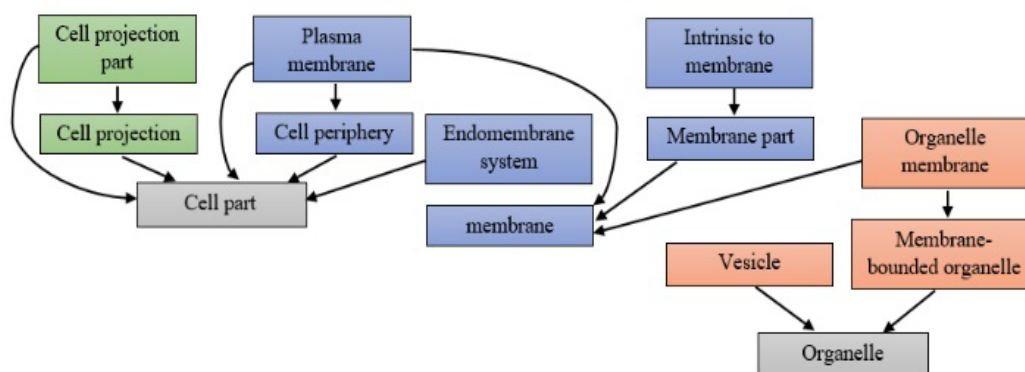 Cell projection
part
Plasma
membrane
Intrinsic to
membrane
Cell projection
Cell periphery
Endomembrane
system
Membrane part
Organelle
membrane
Cell part
membrane
Vesicle
Membrane-
bounded organelle
Organelle